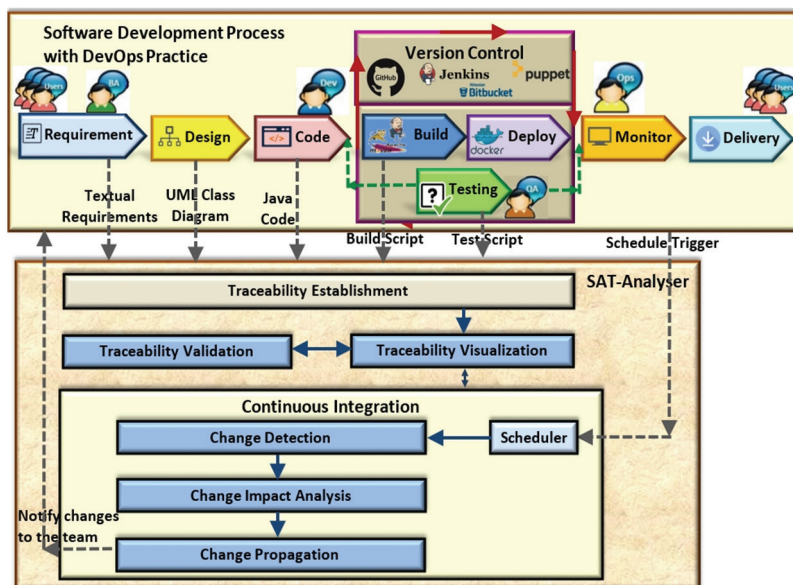 Software Development Process
with DevOps Practice
Version Control
GitHub
Jenkins
puppet
Bitbucket
Users
BA
Dev
Ops
Users
Requirement
Design
Code
Build
Deploy
docker
Monitor
Delivery
Testing
QA
Textual
Requirements
UML Class
Diagram
Java
Code
Build Script
Test Script
Schedule Trigger
SAT-Analyser
Traceability Establishment
Traceability Validation
Traceability Visualization
Continuous Integration
Change Detection
Scheduler
Change Impact Analysis
Notify changes
to the team
Change Propagation